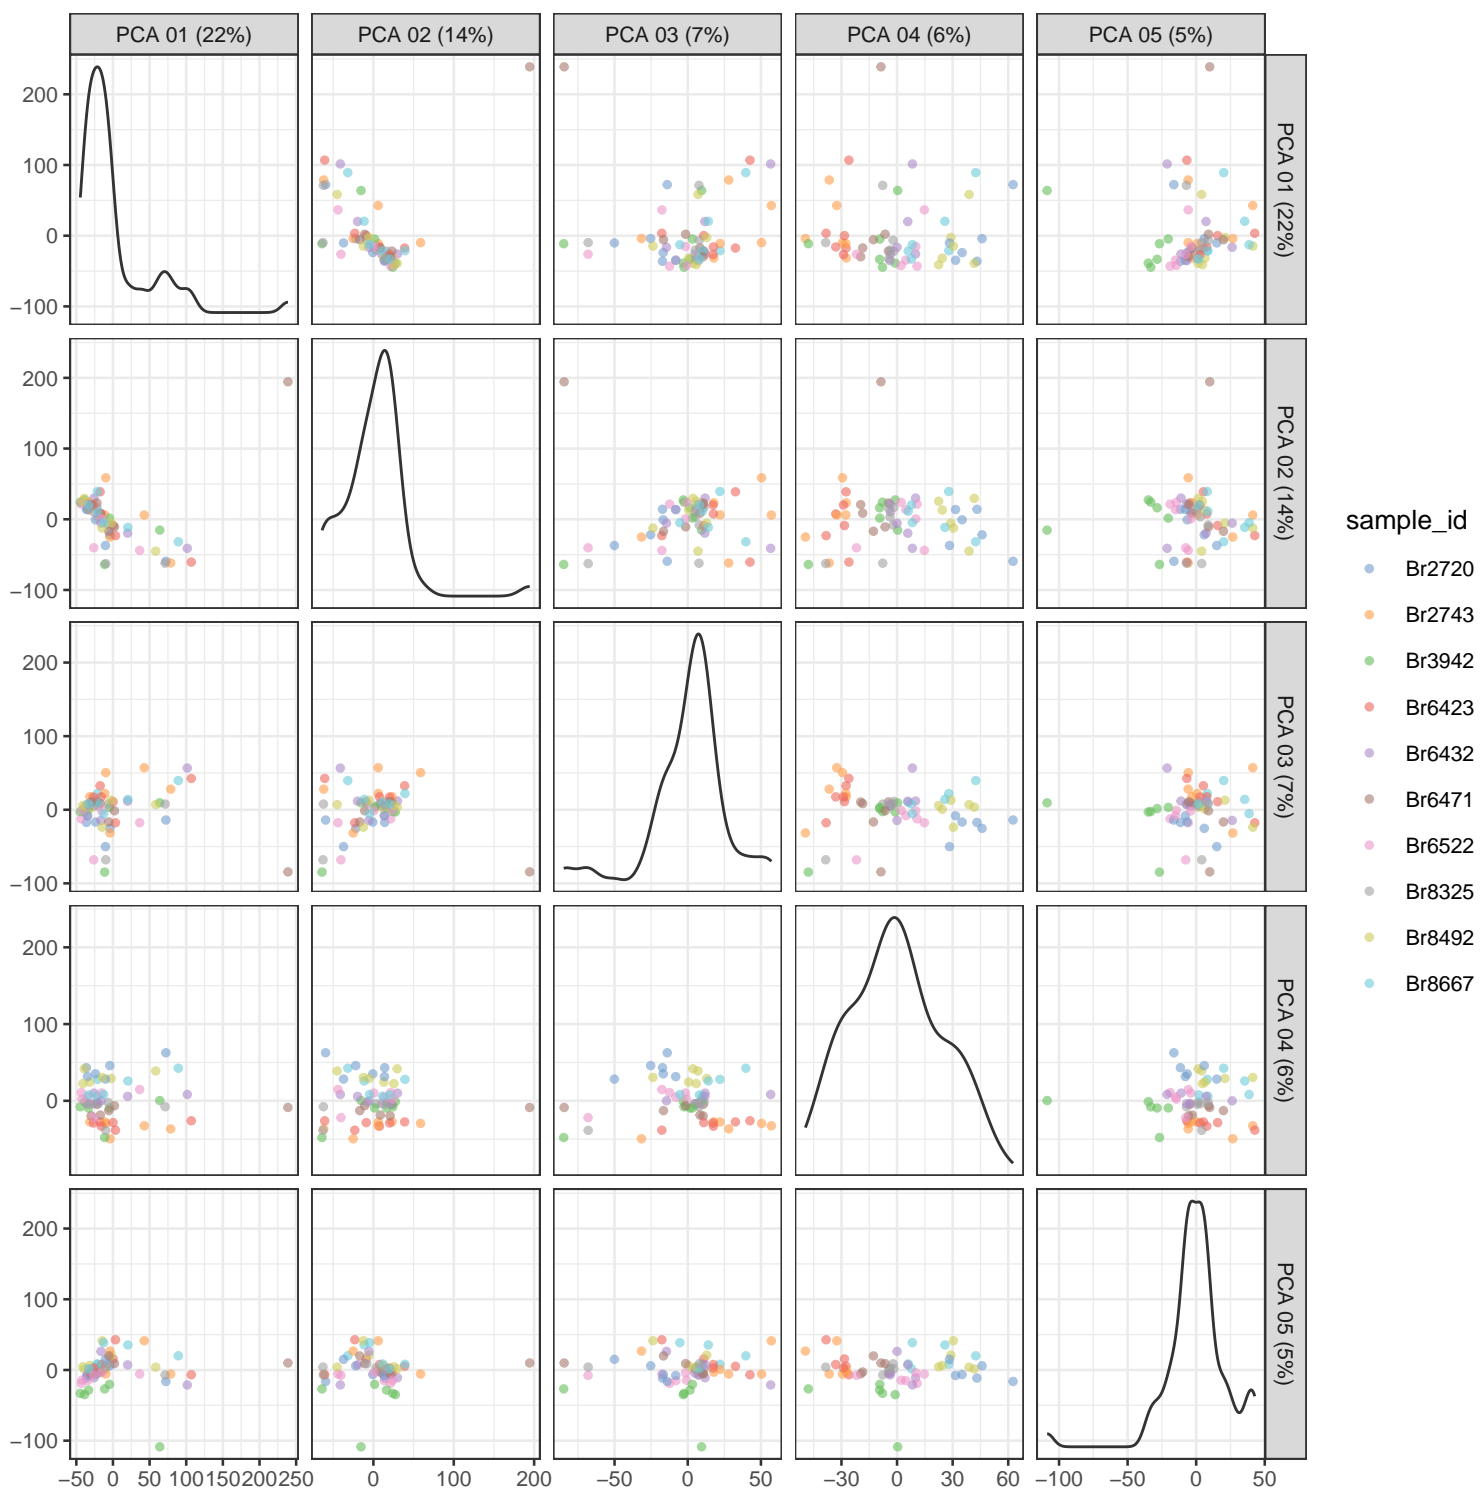 PCA 01 (22%) PCA 02 (14%) PCA 03 (7%) PCA 04 (6%) PCA 05 (5%)
200
100
0
−100
PCA 01 (22%)
200
100
0
−100
PCA 02 (14%)
200
100
0
−100
PCA 03 (7%)
200
100
0
PCA 04 (6%)
200
100
0
−100
PCA 05 (5%)
−50 0 50 100 150 200 250 0 100 200 −50 0 50 −30 0 30 60 −100 −50 0 50
sample_id
Br2720
Br2743
Br3942
Br6423
Br6432
Br6471
Br6522
Br8325
Br8492
Br8667